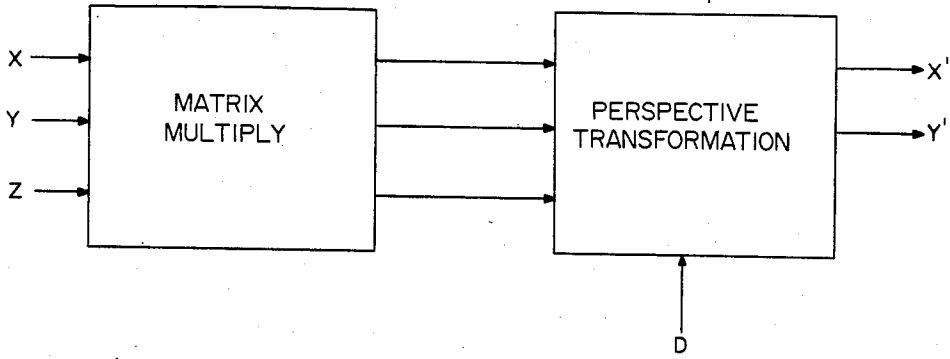 X
Y
Z
MATRIX
MULTIPLY
PERSPECTIVE
TRANSFORMATION
X'
Y'
D